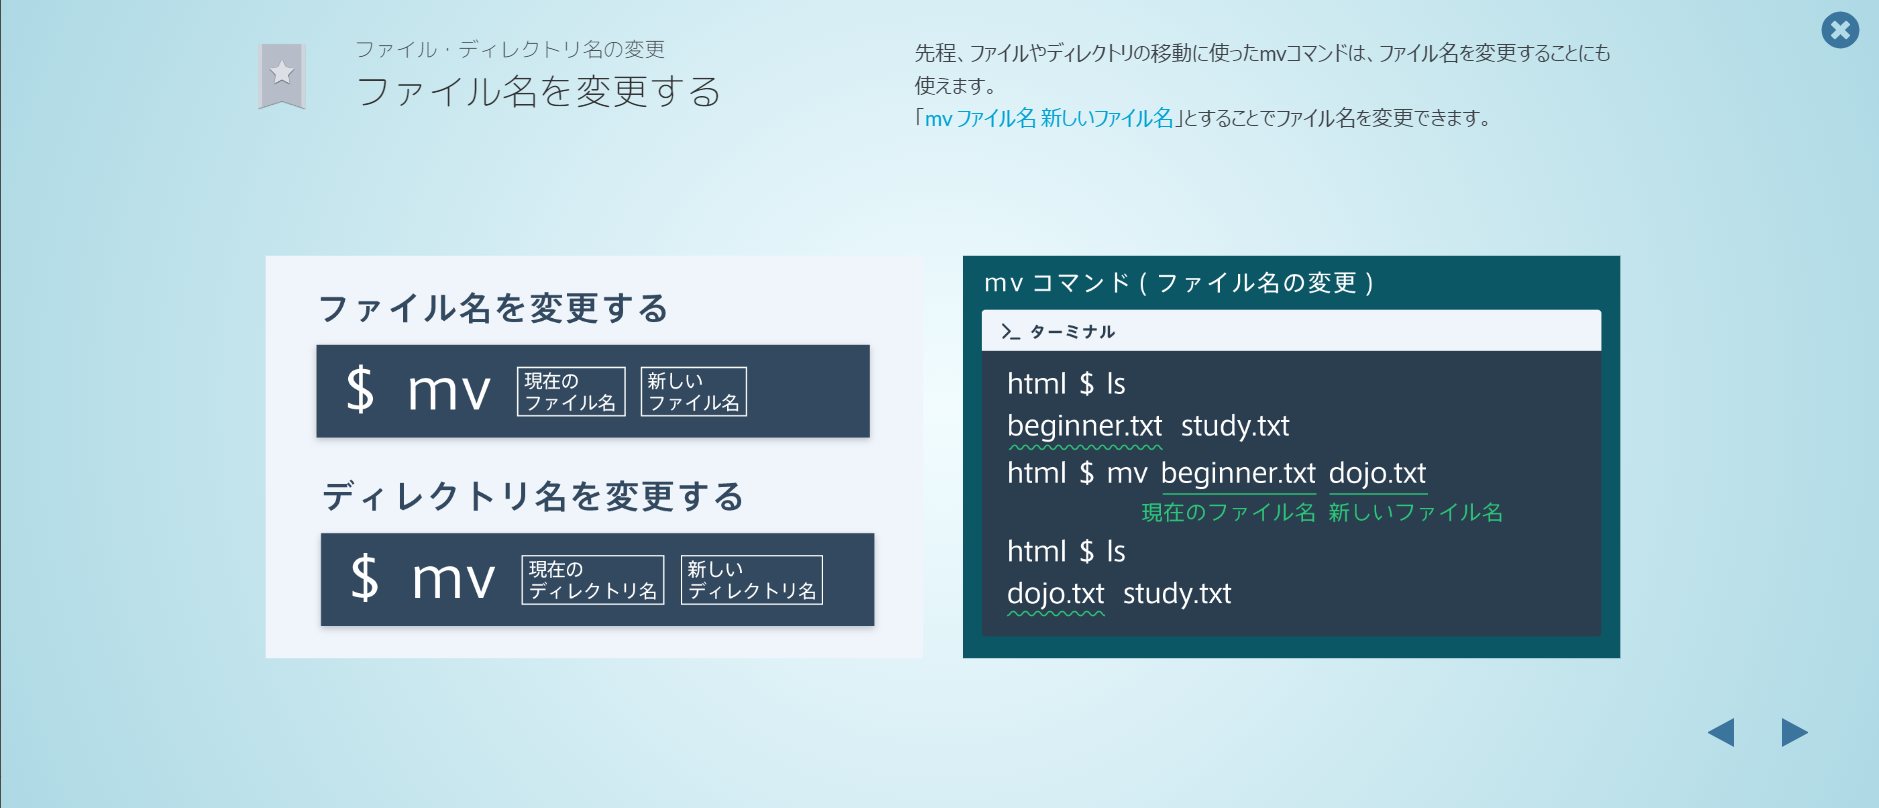 ファイル・ディレクトリ名の変更
ファイル名を変更する
先程、ファイルやディレクトリの移動に使ったmvコマンドは、ファイル名を変更することにも
使えます。
「mv ファイル名 新しいファイル名」とすることでファイル名を変更できます。
ファイル名を変更する
$ mv 現在の 新しい
ファイル名 ファイル名
ディレクトリ名を変更する
$ mv 現在の 新しい
ディレクトリ名 ディレクトリ名
mv コマンド ( ファイル名の変更 )
>_ ターミナル
html $ ls
beginner.txt study.txt
html $ mv beginner.txt dojo.txt
現在のファイル名 新しいファイル名
html $ ls
dojo.txt study.txt